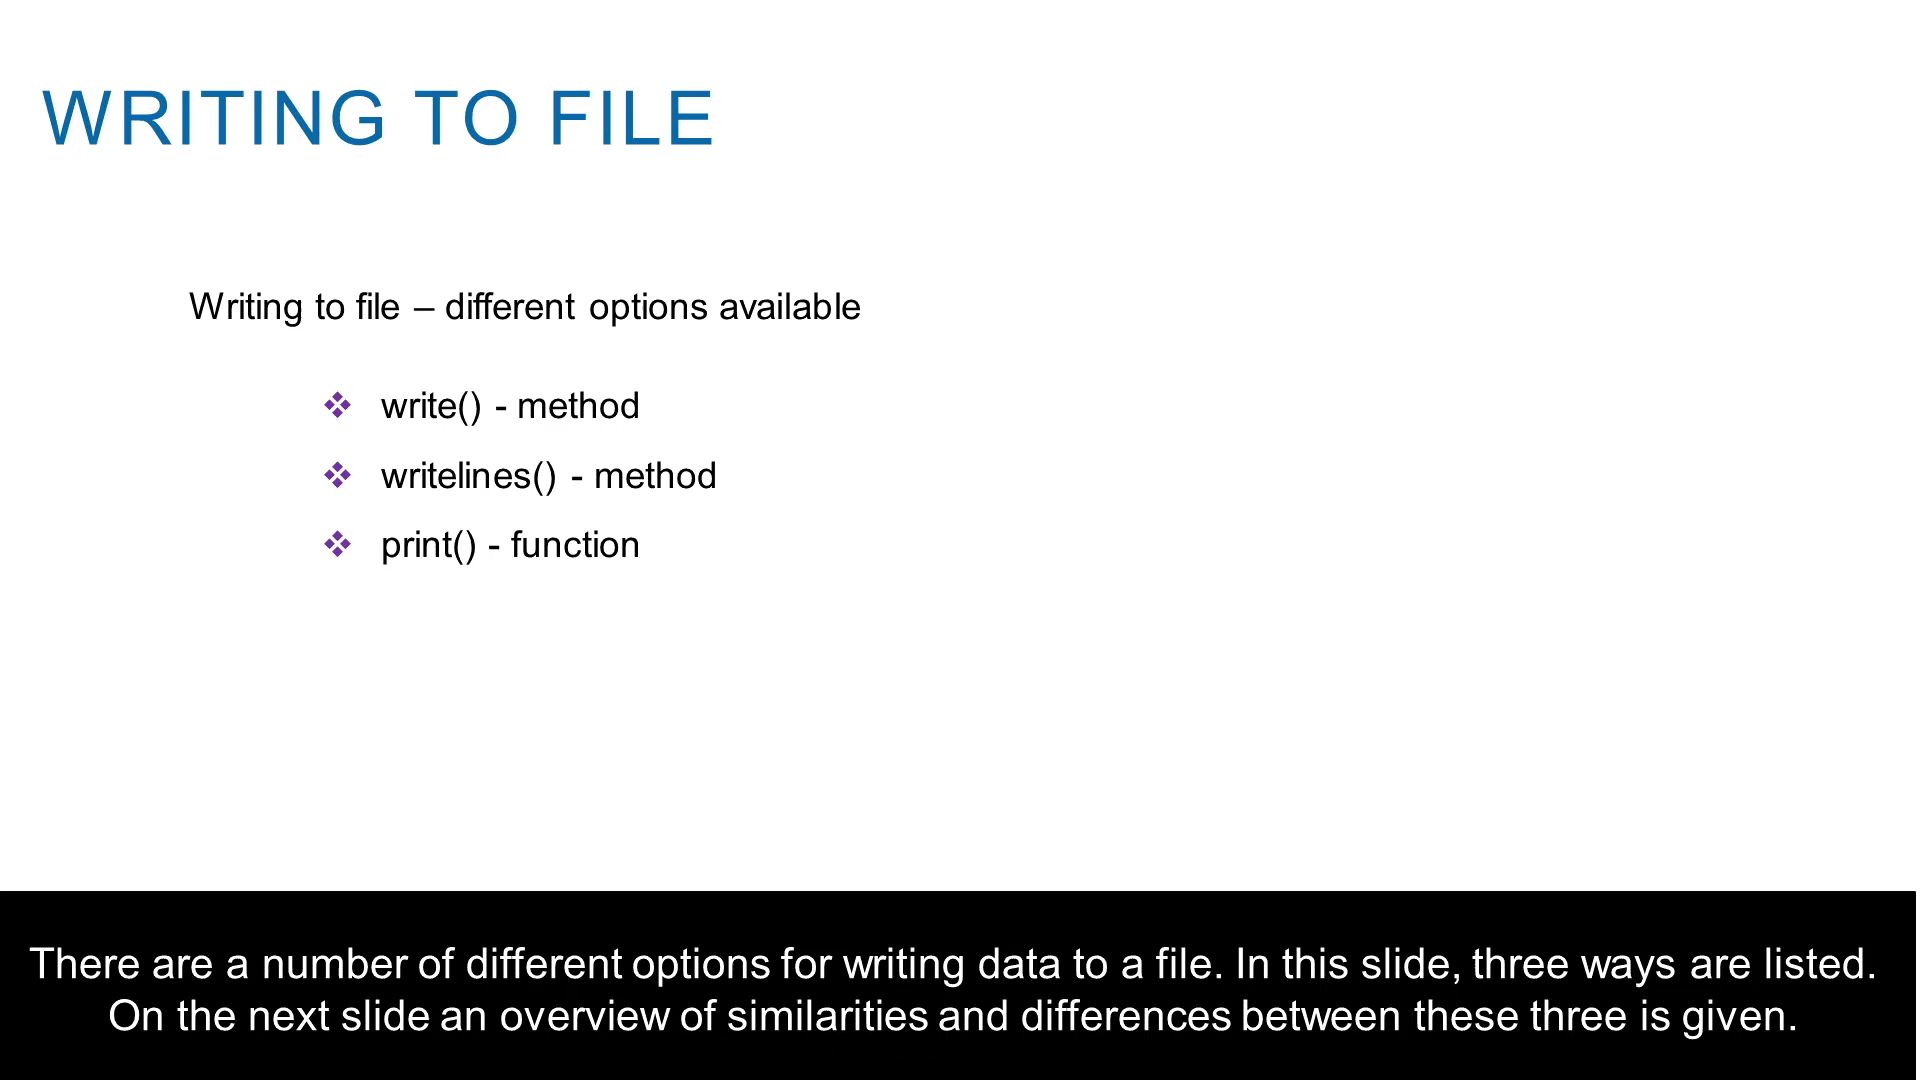 WRITING TO FILE
Writing to file – different options available
❖ write() - method
❖ writelines() - method
❖ print() - function
There are a number of different options for writing data to a file. In this slide, three ways are listed.
On the next slide an overview of similarities and differences between these three is given.